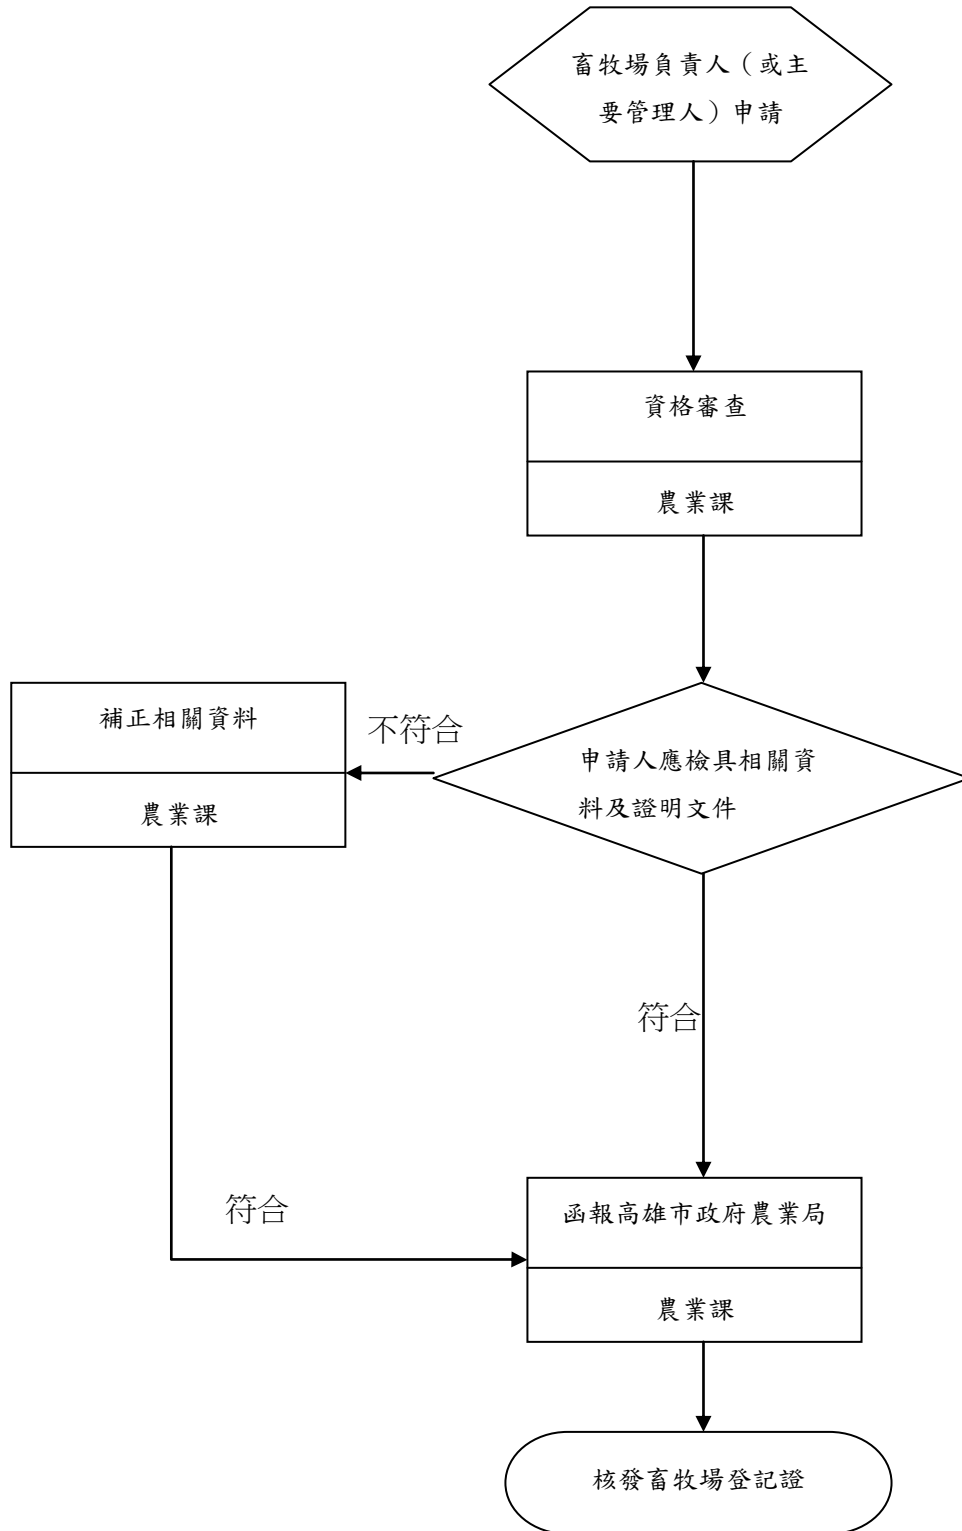 畜牧場負責人（或主
要管理人）申請
資格審查
農業課
補正相關資料
農業課
不符合
申請人應檢具相關資
料及證明文件
符合
符合
函報高雄市政府農業局
農業課
核發畜牧場登記證